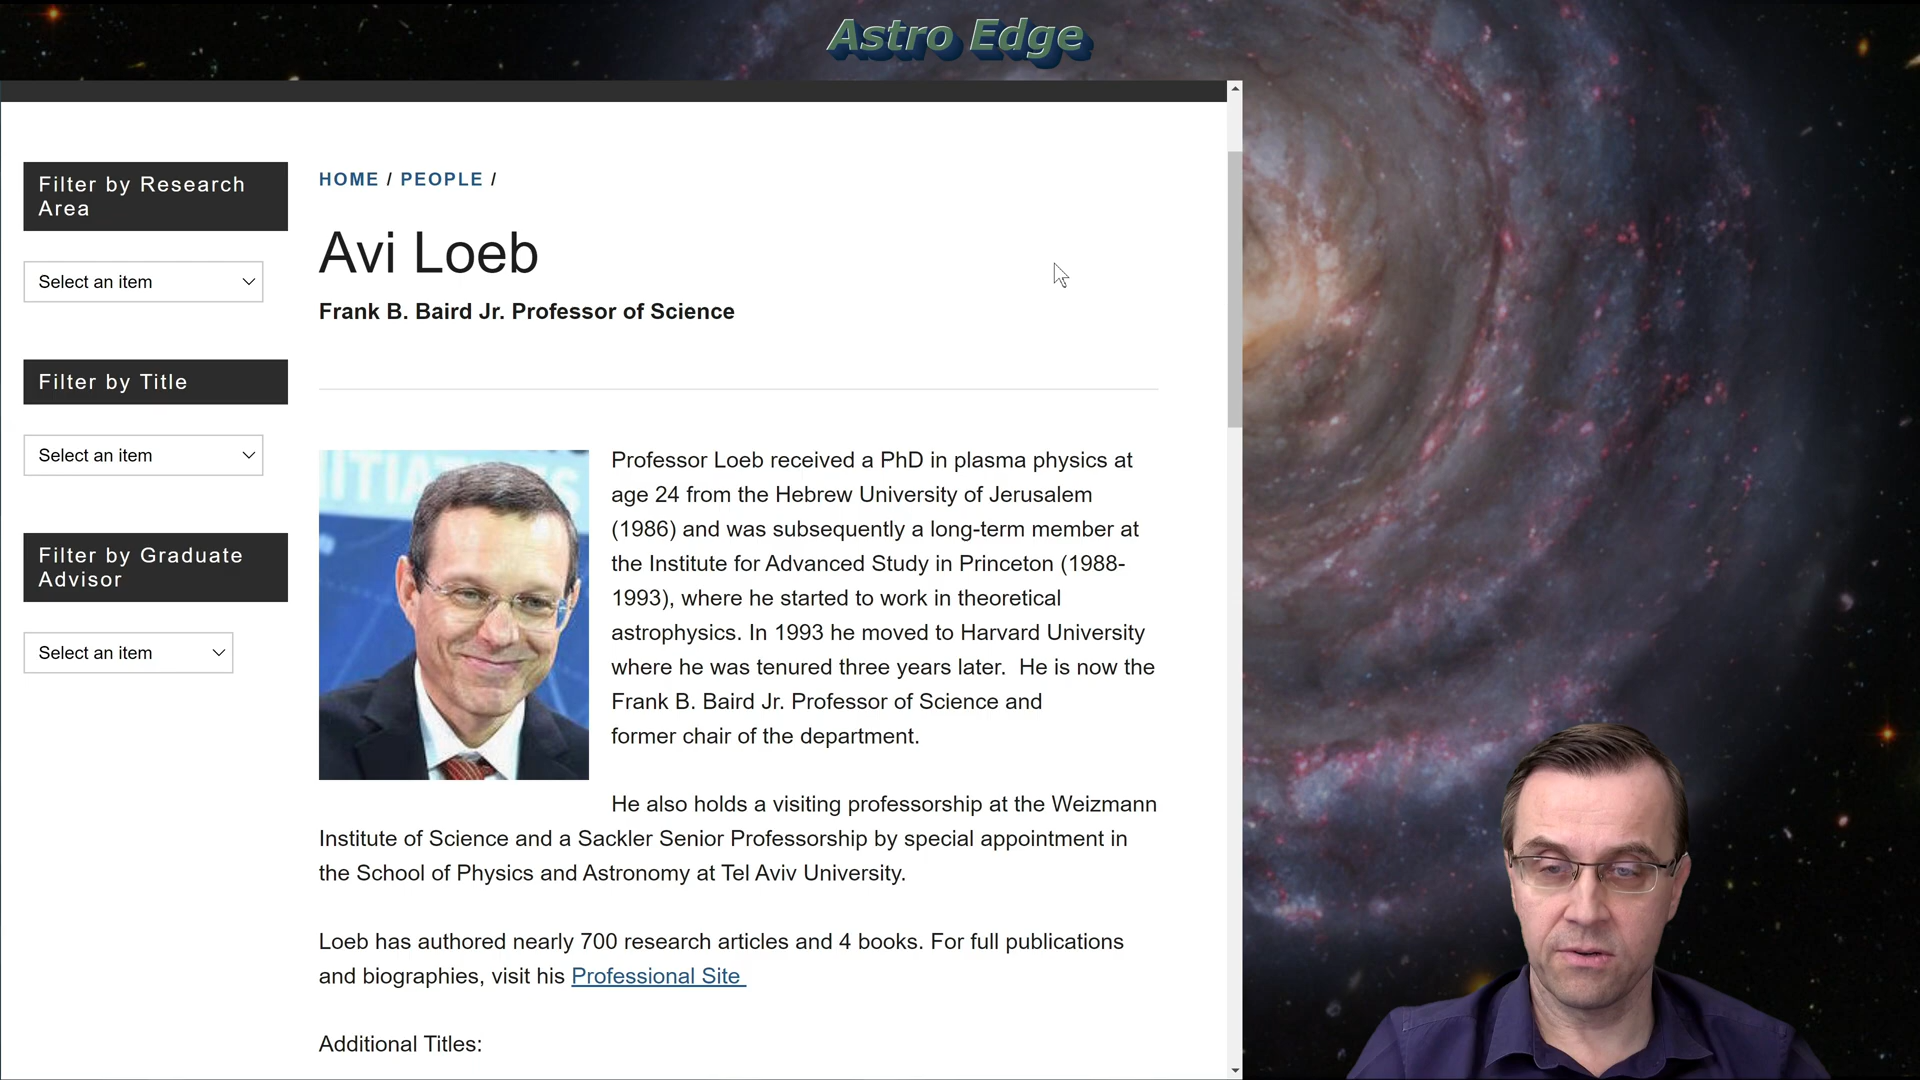 Astro Edge
Filter by Research
Area
Select an item
Filter by Title
Select an item
Filter by Graduate
Advisor
Select an item
HOME / PEOPLE /
Avi Loeb
Frank B. Baird Jr. Professor of Science
INITIATIVES
Professor Loeb received a PhD in plasma physics at
age 24 from the Hebrew University of Jerusalem
(1986) and was subsequently a long-term member at
the Institute for Advanced Study in Princeton (1988-
1993), where he started to work in theoretical
astrophysics. In 1993 he moved to Harvard University
where he was tenured three years later.  He is now the
Frank B. Baird Jr. Professor of Science and
former chair of the department.
He also holds a visiting professorship at the Weizmann
Institute of Science and a Sackler Senior Professorship by special appointment in
the School of Physics and Astronomy at Tel Aviv University.
Loeb has authored nearly 700 research articles and 4 books. For full publications
and biographies, visit his Professional Site
Additional Titles: